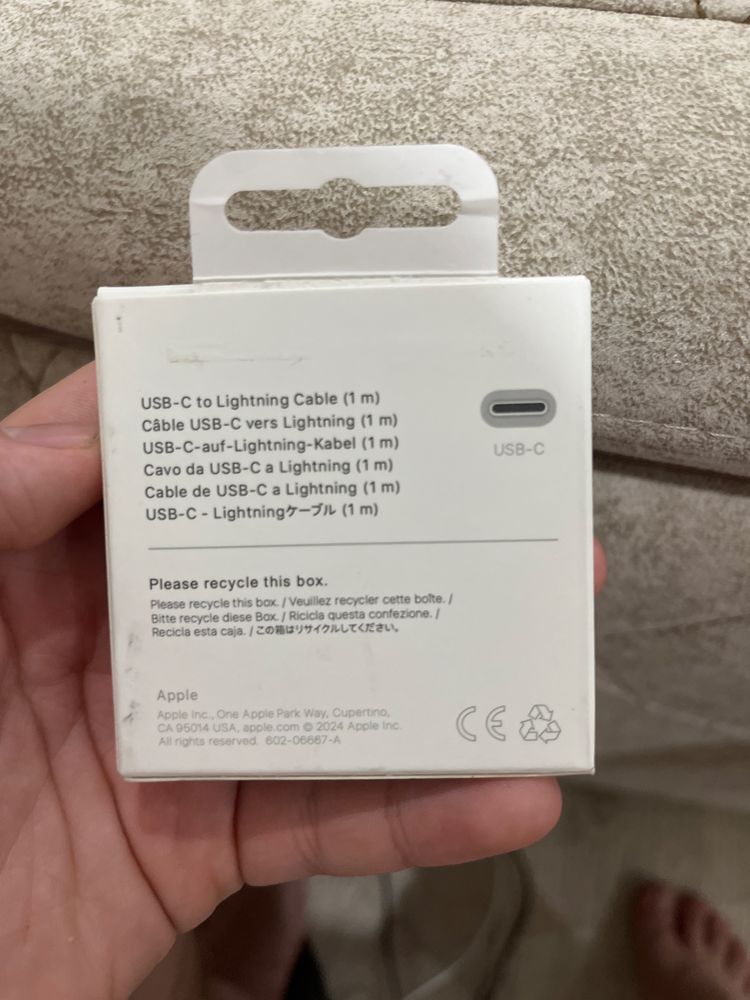 USB-C to Lightning Cable (1 m)
Câble USB-C vers Lightning (1 m)
USB-C-auf-Lightning-Kabel (1 m)
Cavo da USB-C a Lightning (1 m)
Cable de USB-C a Lightning (1 m)
USB-C - Lightningケーブル (1 m)
USB-C
Please recycle this box.
Please recycle this box. / Veuillez recycler cette boîte. /
Bitte recycle diese Box. / Ricicla questa confezione. /
Recicla esta caja. / この箱はリサイクルしてください。
Apple
Apple Inc., One Apple Park Way, Cupertino,
CA 95014 USA, apple.com © 2024 Apple Inc.
All rights reserved. 602-06667-A
CE